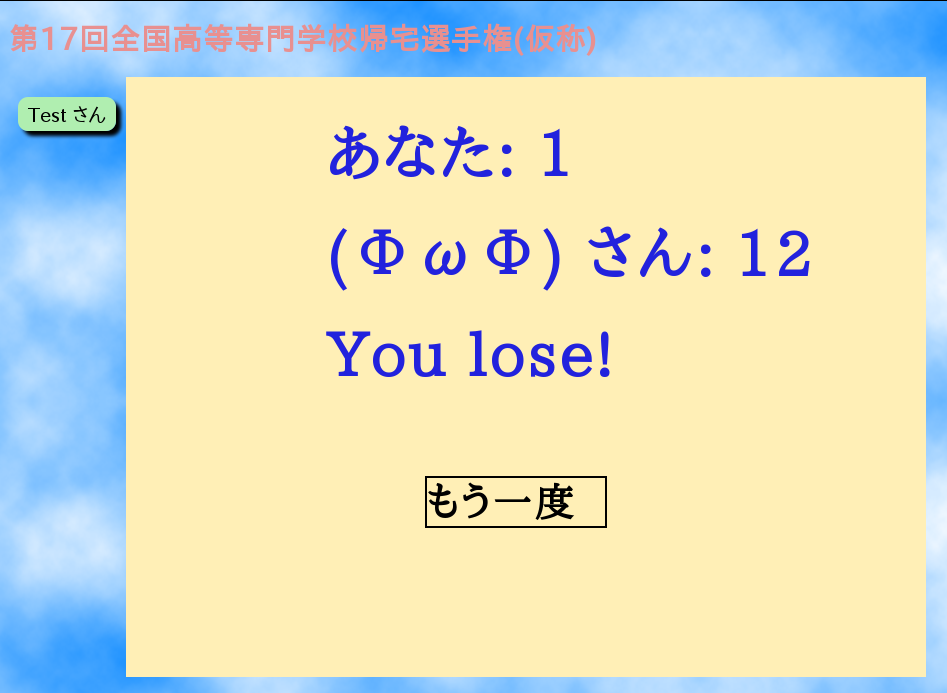 第17回全国高等専門学校帰宅選手権(仮称)
Test さん
あなた: 1
(ΦωΦ) さん: 12
You lose!
もう一度